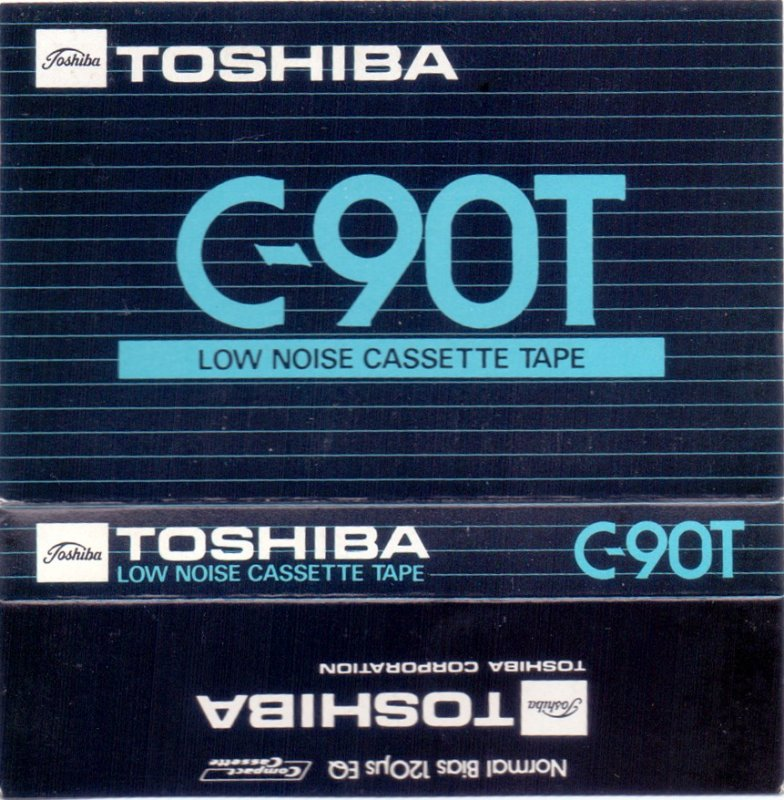 Toshiba TOSHIBA
C-90T
LOW NOISE CASSETTE TAPE
Toshiba TOSHIBA C-90T
LOW NOISE CASSETTE TAPE
Normal Bias 120μs EQ Compact Cassette
Toshiba TOSHIBA
TOSHIBA CORPORATION